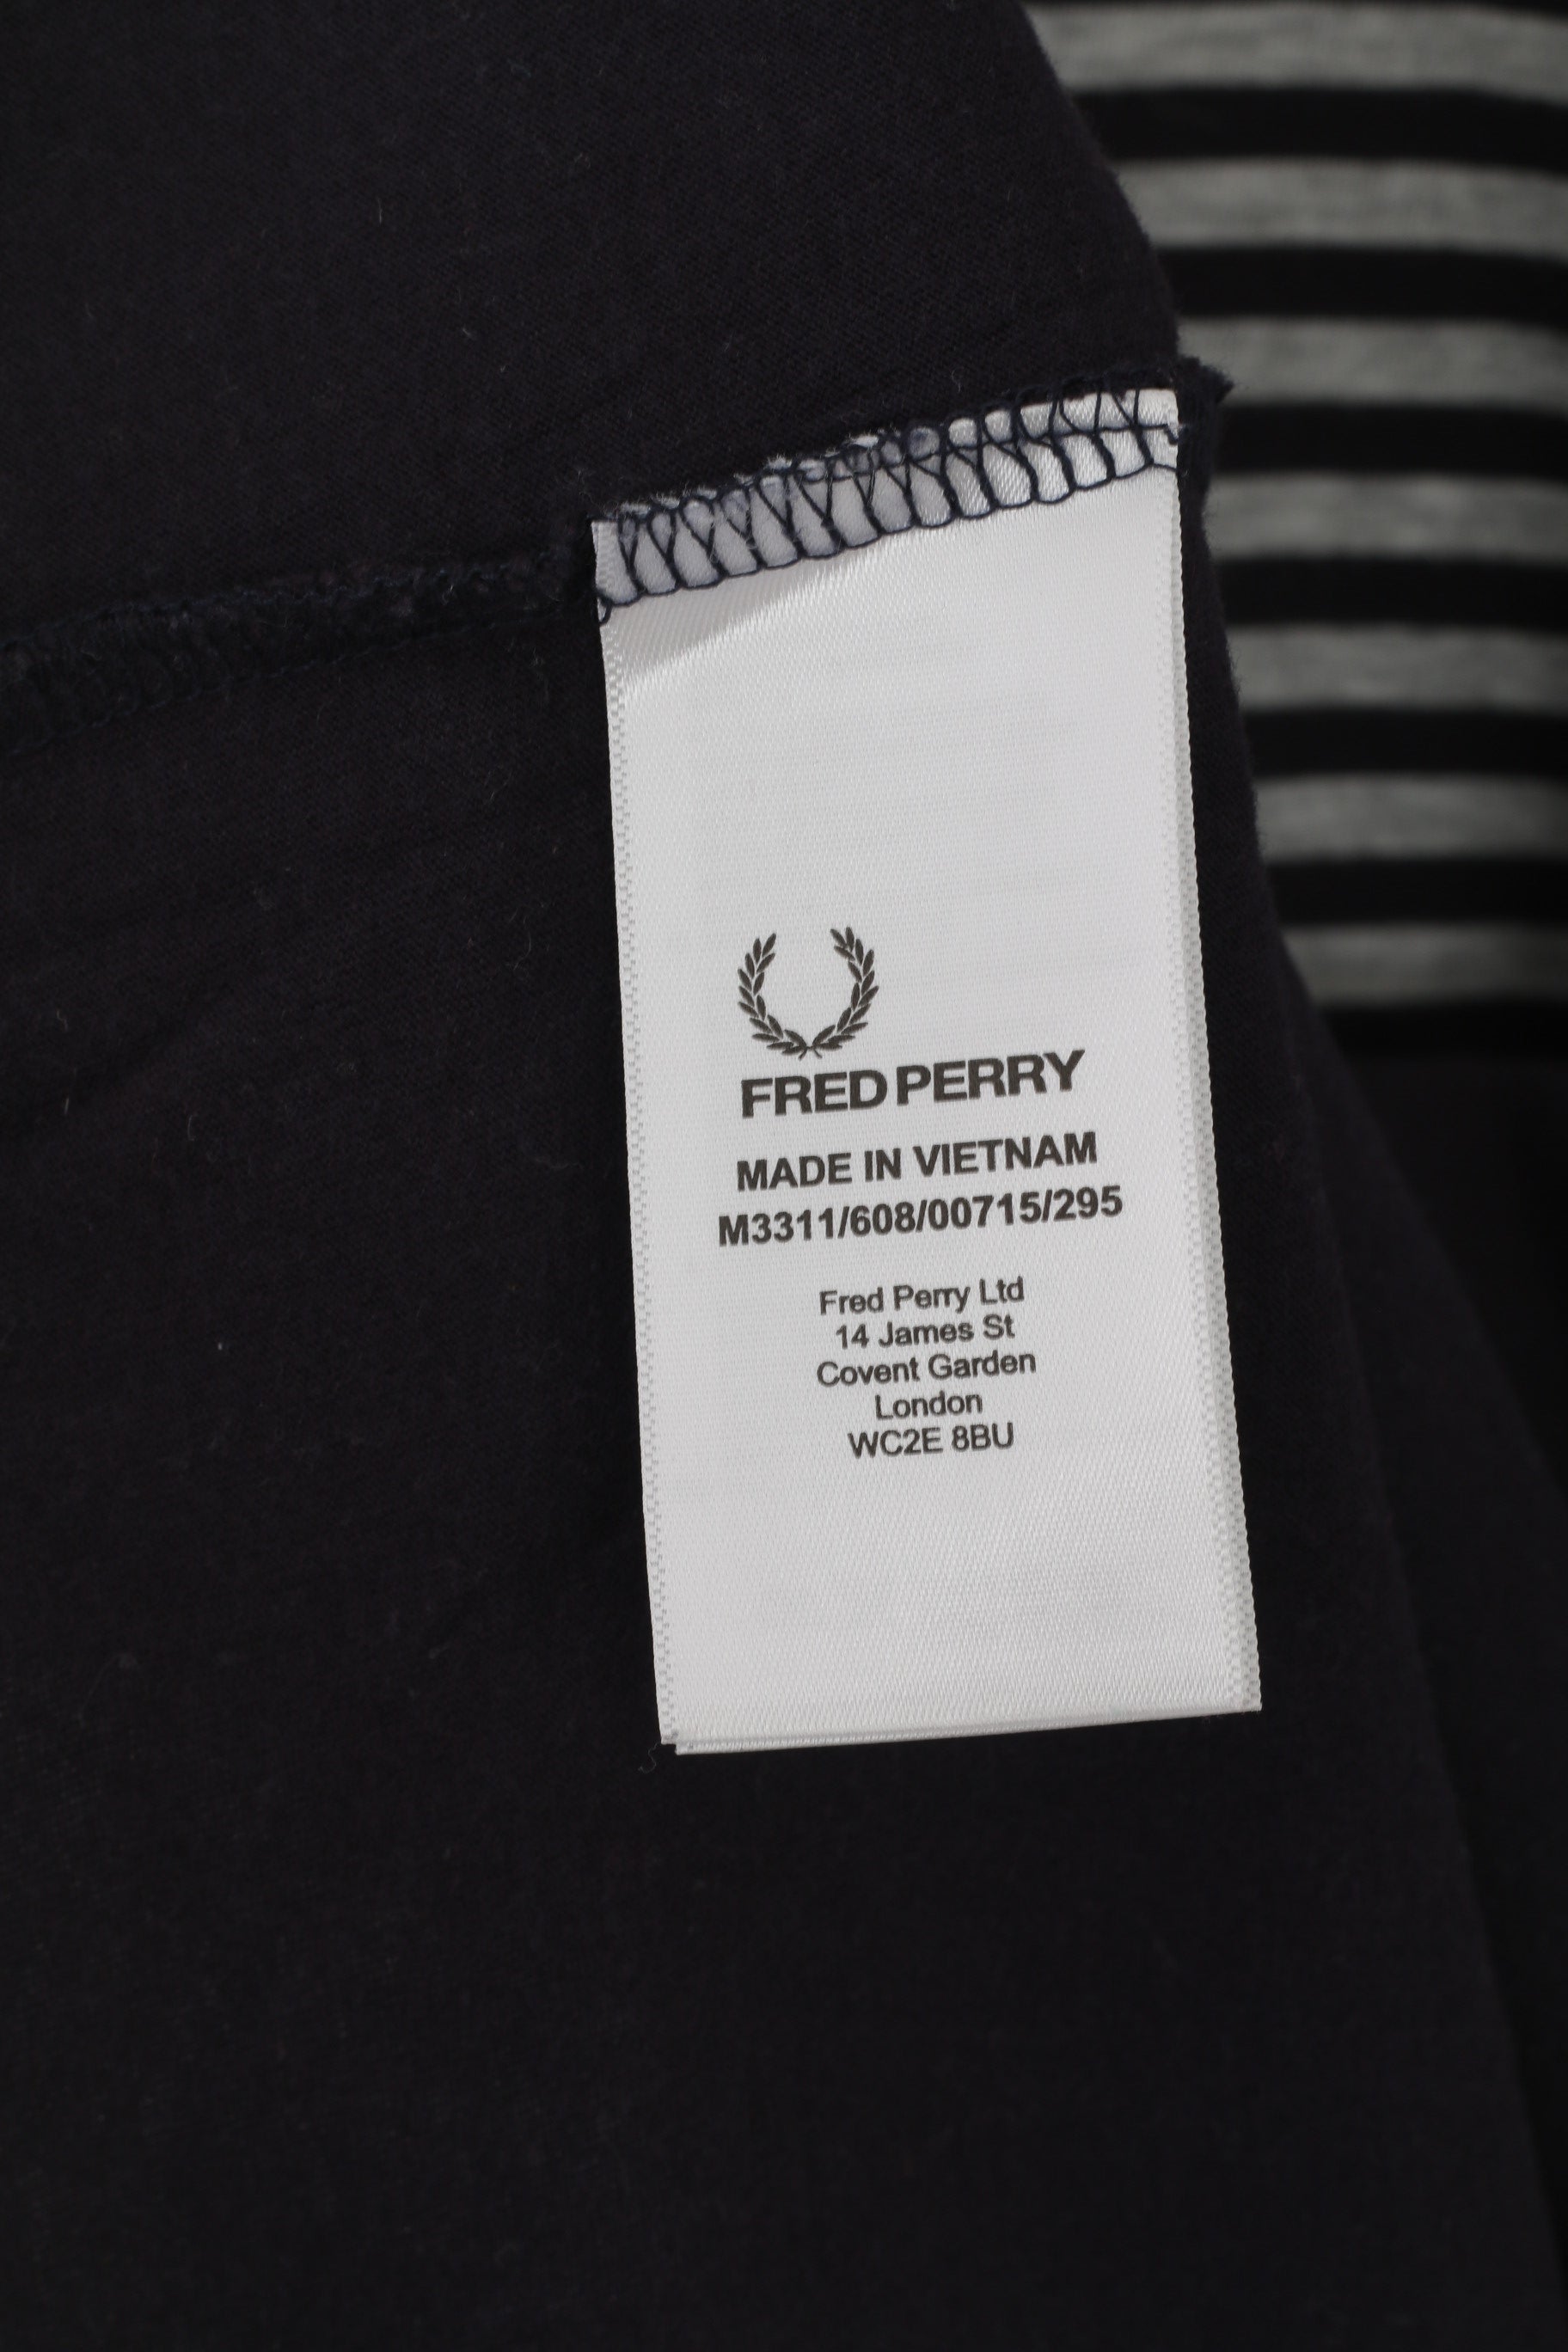 FRED PERRY
MADE IN VIETNAM
M3311/608/00715/295
Fred Perry Ltd
14 James St
Covent Garden
London
WC2E 8BU